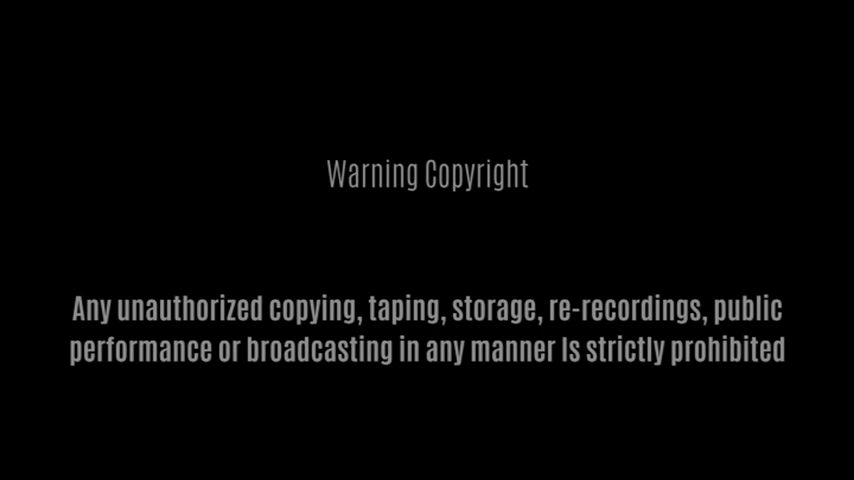 Warning Copyright
Any unauthorized copying, taping, storage, re-recordings, public
performance or broadcasting in any manner Is strictly prohibited